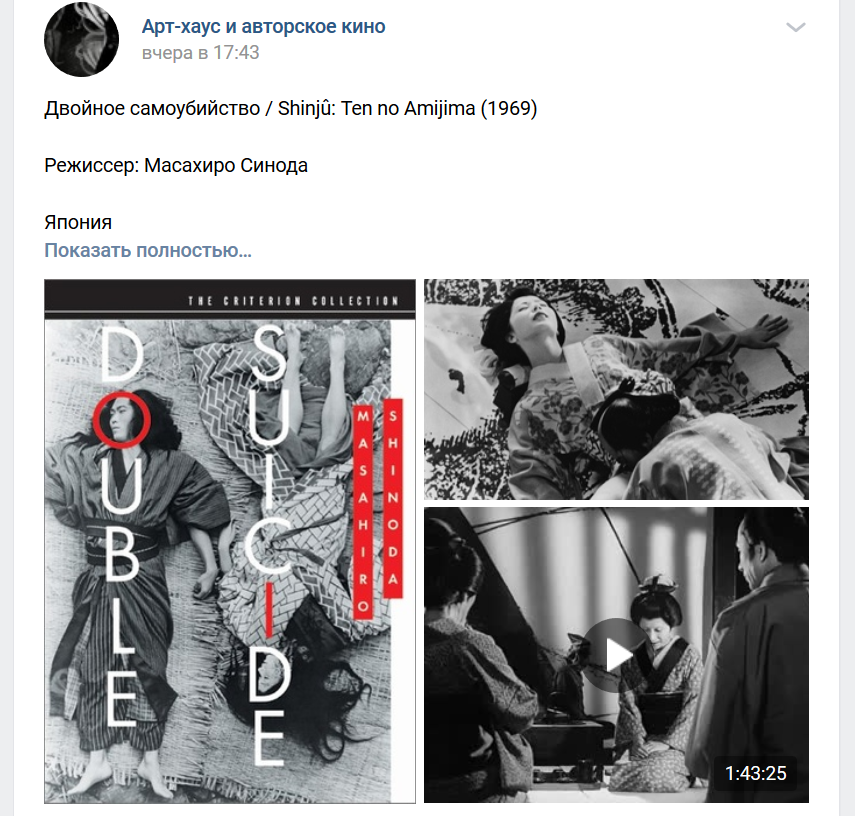 Арт-хаус и авторское кино
вчера в 17:43
Двойное самоубийство / Shinjû: Ten no Amijima (1969)
Режиссер: Масахиро Синода
Япония
Показать полностью...
THE CRITERION COLLECTION
DOUBLE
SUICIDE
MASAHIRO
SHINODA
1:43:25